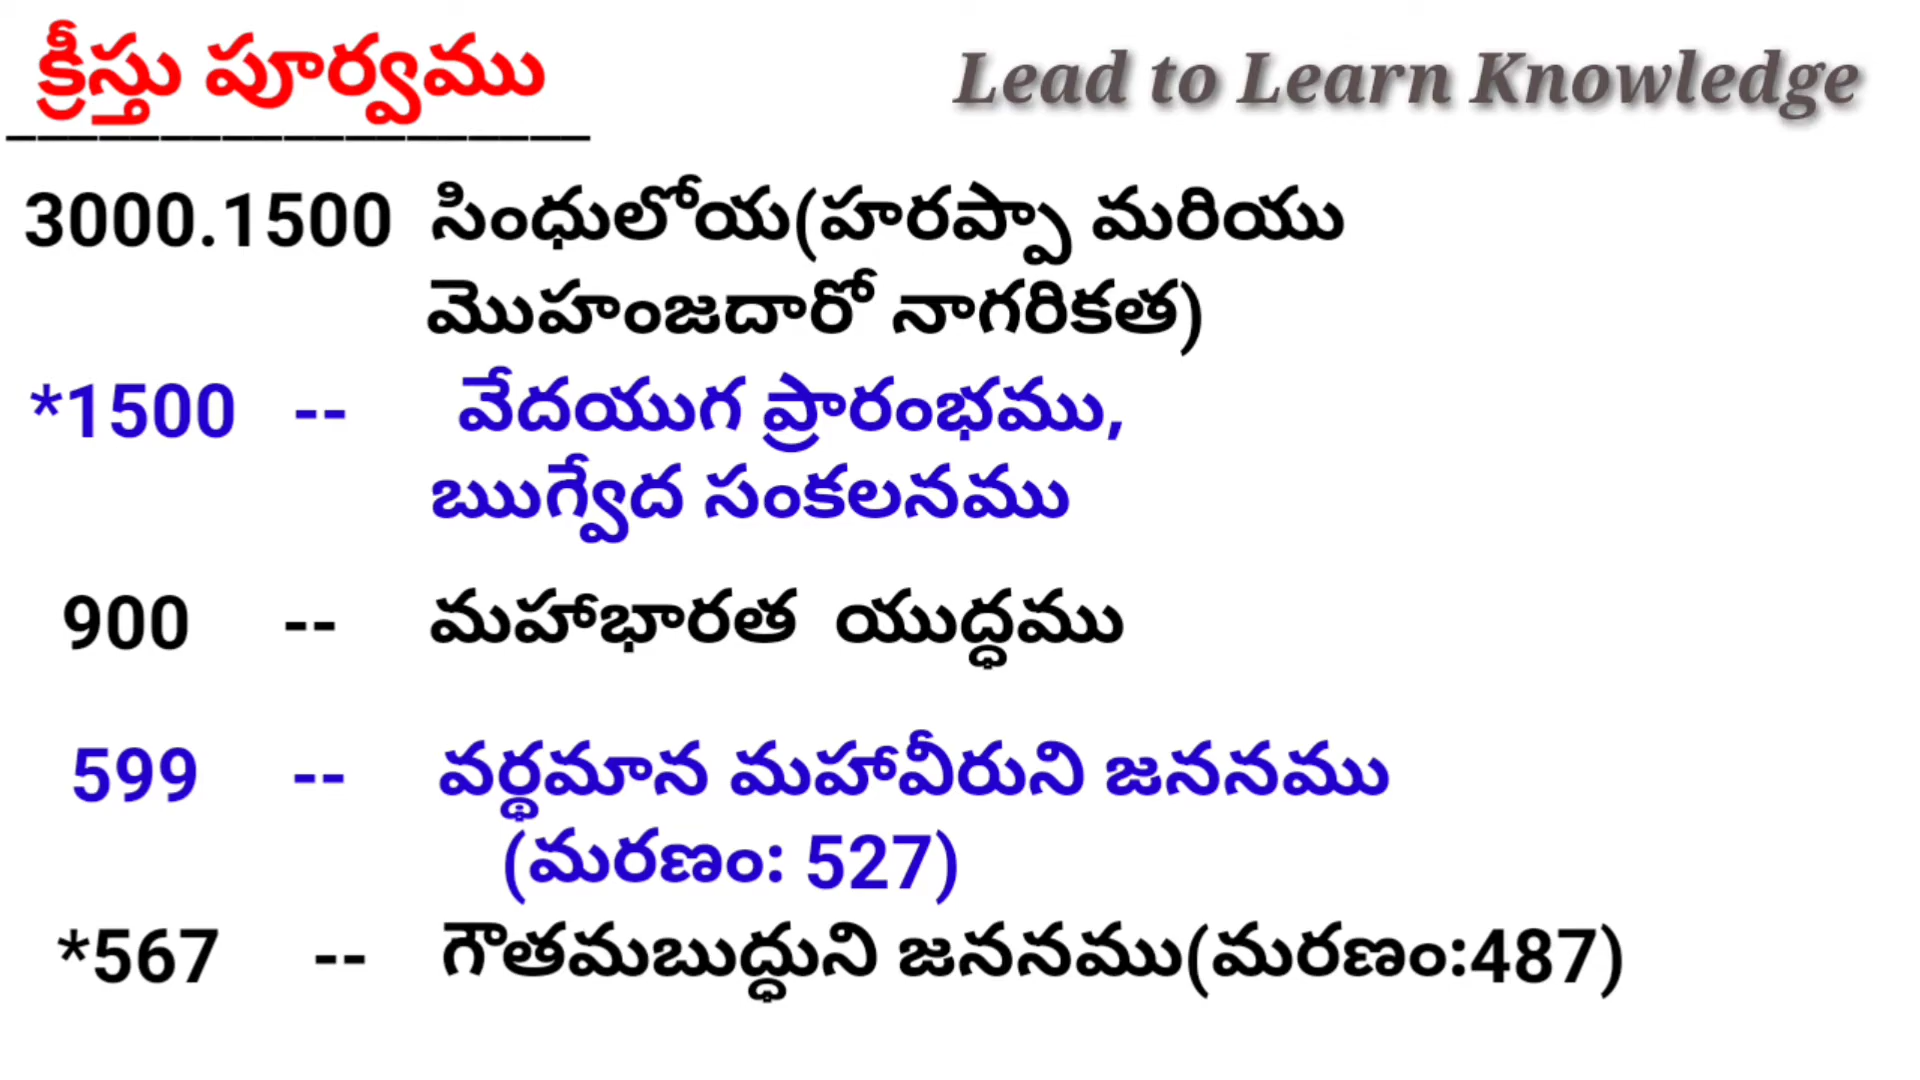 క్రీస్తు పూర్వము
Lead to Learn Knowledge
3000.1500 సింధులోయ(హరప్పా మరియు
మొహంజదారో నాగరికత)
*1500 -- వేదయుగ ప్రారంభము,
ఋగ్వేద సంకలనము
900 -- మహాభారత యుద్ధము
599 -- వర్ధమాన మహావీరుని జననము
(మరణం: 527)
*567 -- గౌతమబుద్ధుని జననము(మరణం:487)